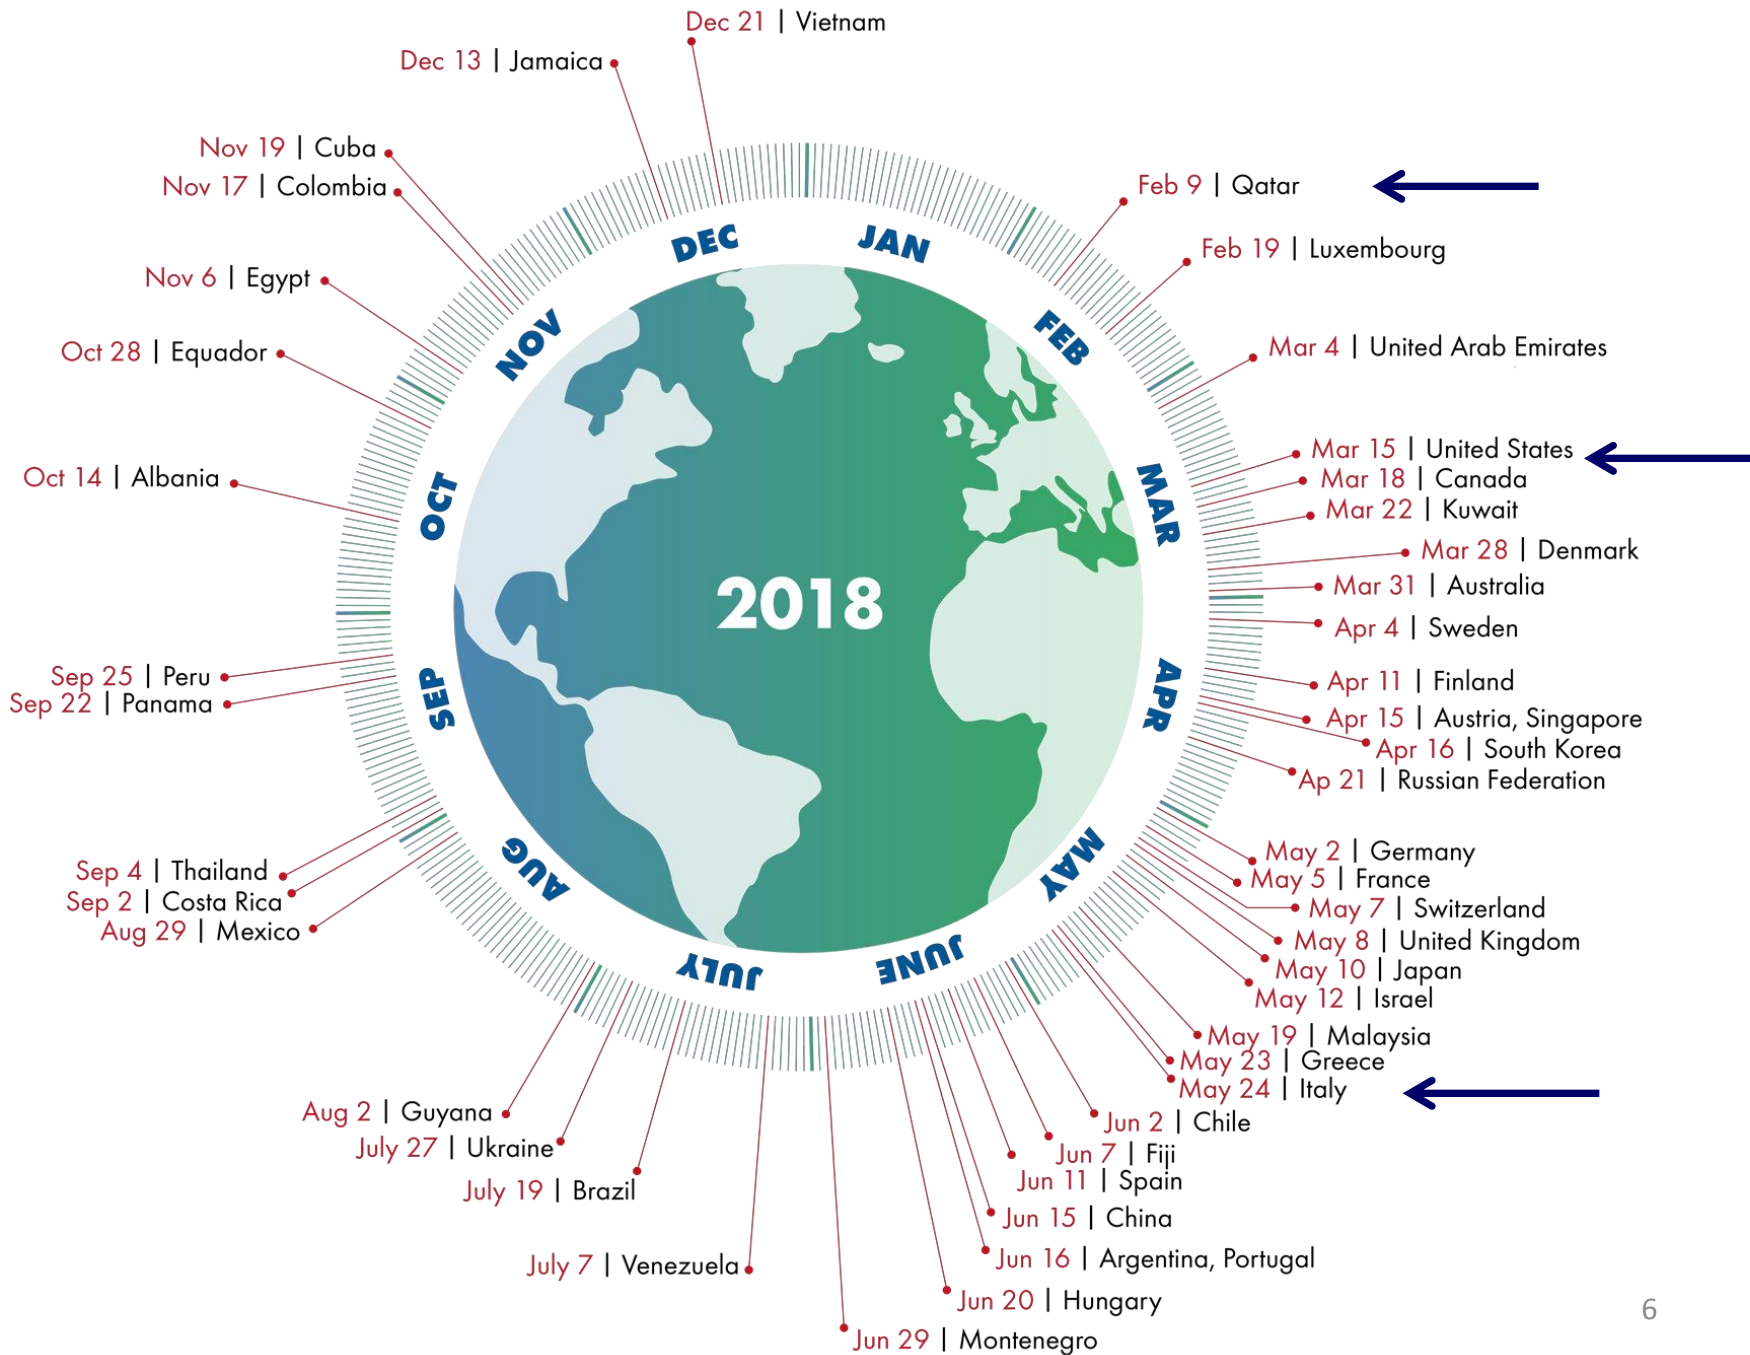 Dec 21 | Vietnam
Dec 13 | Jamaica
Nov 19 | Cuba
Nov 17 | Colombia
Nov 6 | Egypt
Oct 28 | Equador
Oct 14 | Albania
Sep 25 | Peru
Sep 22 | Panama
Sep 4 | Thailand
Sep 2 | Costa Rica
Aug 29 | Mexico
Aug 2 | Guyana
July 27 | Ukraine
July 19 | Brazil
July 7 | Venezuela
Feb 9 | Qatar
Feb 19 | Luxembourg
Mar 4 | United Arab Emirates
Mar 15 | United States
Mar 18 | Canada
Mar 22 | Kuwait
Mar 28 | Denmark
Mar 31 | Australia
Apr 4 | Sweden
Apr 11 | Finland
Apr 15 | Austria, Singapore
Apr 16 | South Korea
Ap 21 | Russian Federation
May 2 | Germany
May 5 | France
May 7 | Switzerland
May 8 | United Kingdom
May 10 | Japan
May 12 | Israel
May 19 | Malaysia
May 23 | Greece
May 24 | Italy
Jun 2 | Chile
Jun 7 | Fiji
Jun 11 | Spain
Jun 15 | China
Jun 16 | Argentina, Portugal
Jun 20 | Hungary
Jun 29 | Montenegro
JAN
FEB
MAR
APR
MAY
JUNE
JULY
AUG
SEP
OCT
NOV
DEC
2018
6